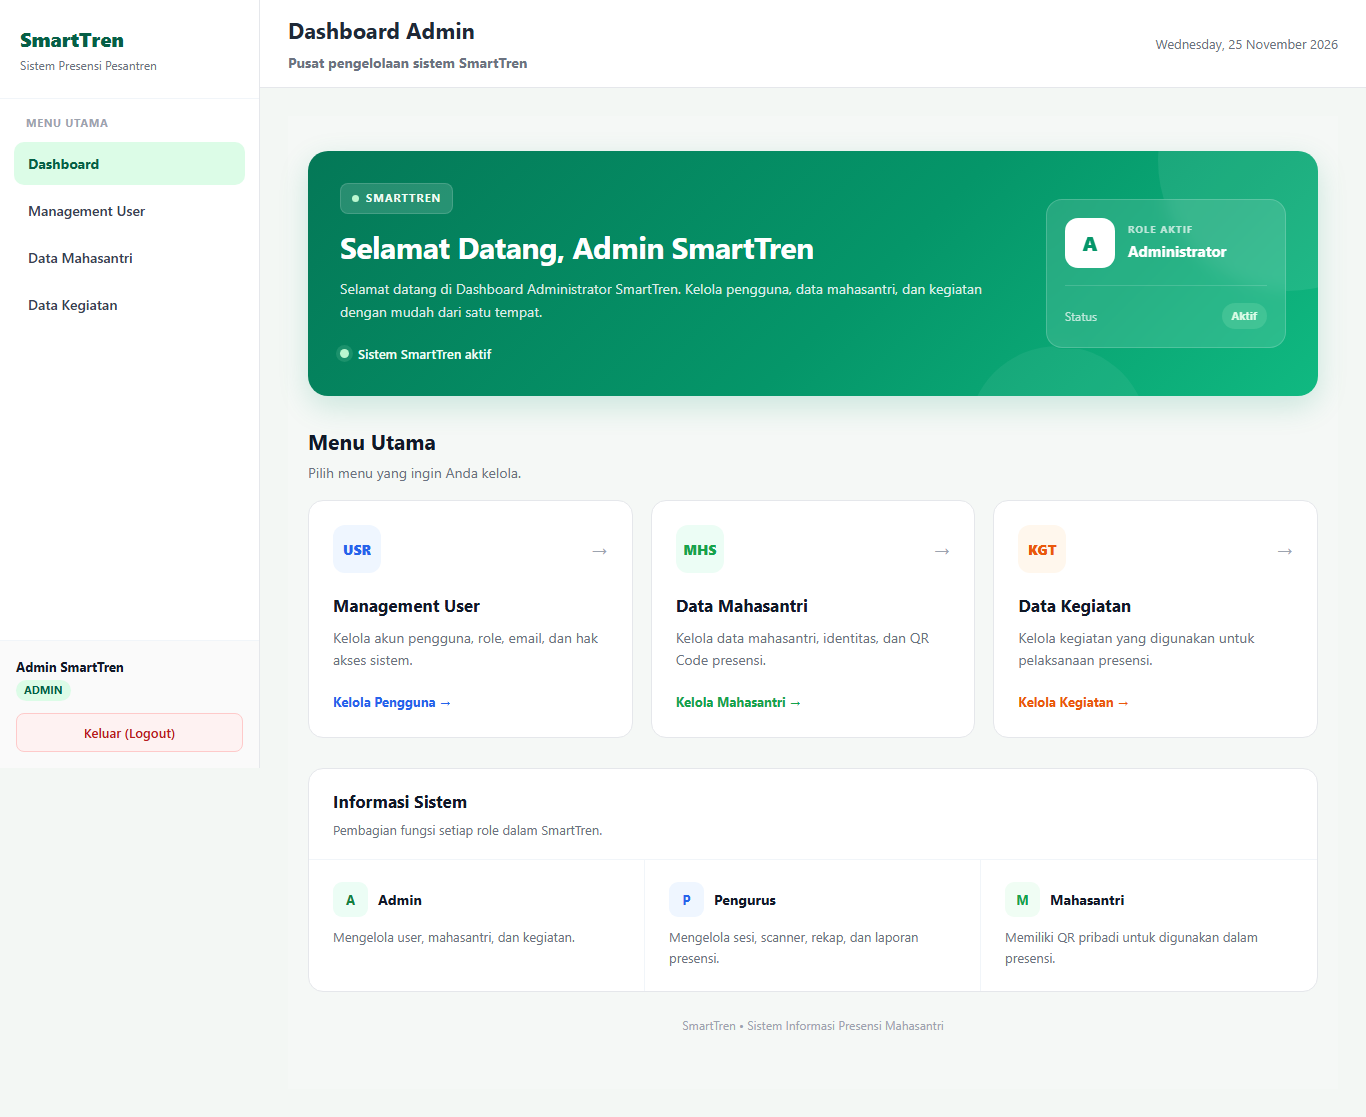 SmartTren
Sistem Presensi Pesantren
MENU UTAMA
Dashboard
Management User
Data Mahasantri
Data Kegiatan
Admin SmartTren
ADMIN
Keluar (Logout)
Dashboard Admin
Pusat pengelolaan sistem SmartTren
Wednesday, 25 November 2026
SMARTTREN
Selamat Datang, Admin SmartTren
Selamat datang di Dashboard Administrator SmartTren. Kelola pengguna, data mahasantri, dan kegiatan
dengan mudah dari satu tempat.
Sistem SmartTren aktif
A
ROLE AKTIF
Administrator
Status
Aktif
Menu Utama
Pilih menu yang ingin Anda kelola.
USR →
Management User
Kelola akun pengguna, role, email, dan hak
akses sistem.
Kelola Pengguna →
MHS →
Data Mahasantri
Kelola data mahasantri, identitas, dan QR
Code presensi.
Kelola Mahasantri →
KGT →
Data Kegiatan
Kelola kegiatan yang digunakan untuk
pelaksanaan presensi.
Kelola Kegiatan →
Informasi Sistem
Pembagian fungsi setiap role dalam SmartTren.
A Admin
Mengelola user, mahasantri, dan kegiatan.
P Pengurus
Mengelola sesi, scanner, rekap, dan laporan
presensi.
M Mahasantri
Memiliki QR pribadi untuk digunakan dalam
presensi.
SmartTren • Sistem Informasi Presensi Mahasantri